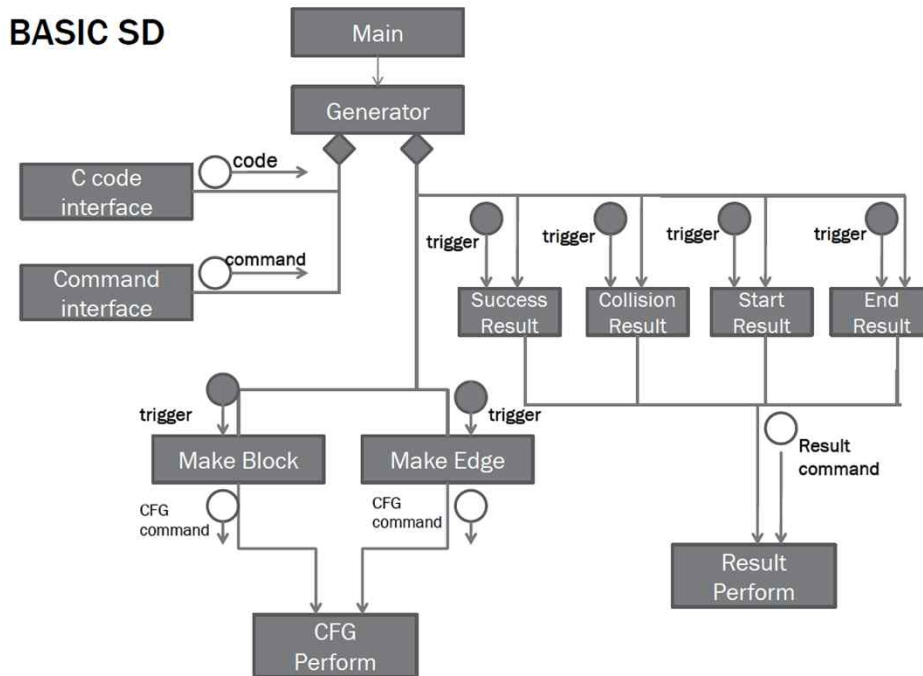 BASIC SD
Main
Generator
code
C code
interface
command
Command
interface
trigger
trigger
trigger
trigger
Success
Result
Collision
Result
Start
Result
End
Result
trigger
trigger
Make Block
Make Edge
Result
command
CFG
command
CFG
command
Result
Perform
CFG
Perform